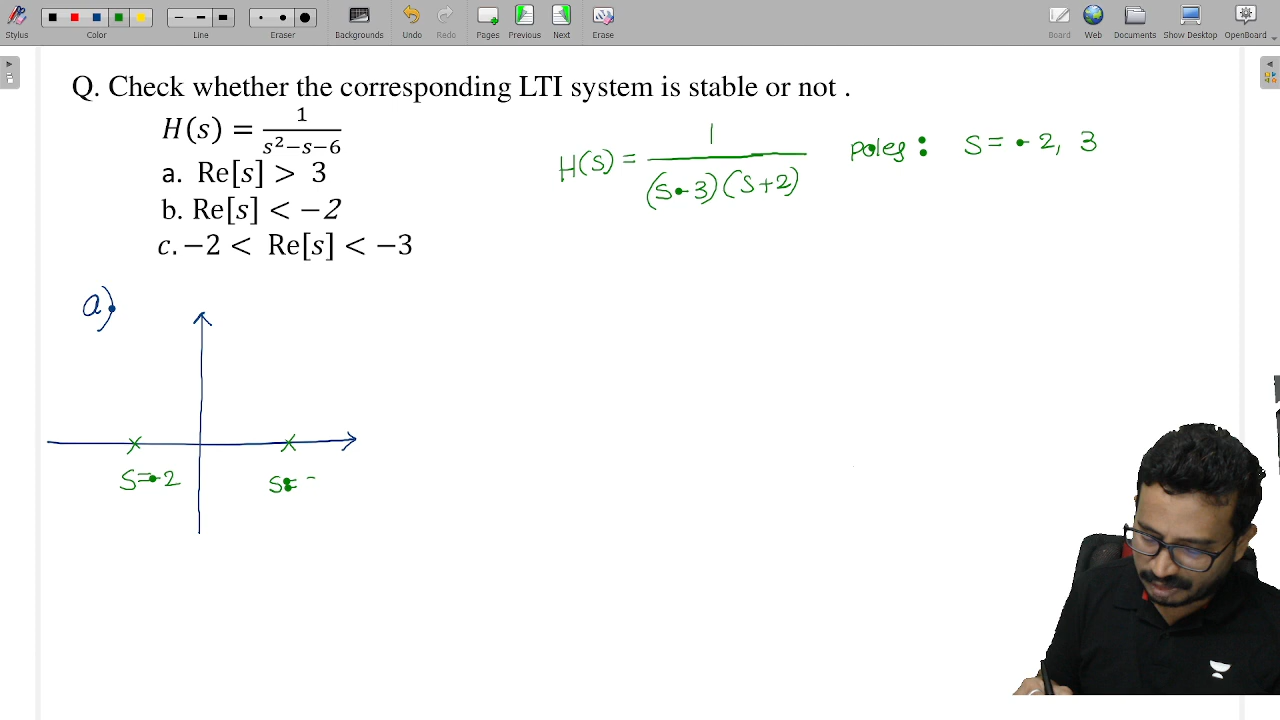 Color
Stylus
Line
Eraser
Backgrounds
Undo
Redo
Pages
Previous
Next
Erase
Board
Web
Documents
Show Desktop
OpenBoard
Q. Check whether the corresponding LTI system is stable or not .
H(s) = 1/(s²−s−6)
a. Re[s] > 3
b. Re[s] < −2
c. −2 < Re[s] < −3
H(s) = 1/((s-3)(s+2))
poles : s = -2, 3
a)
s=-2
s=